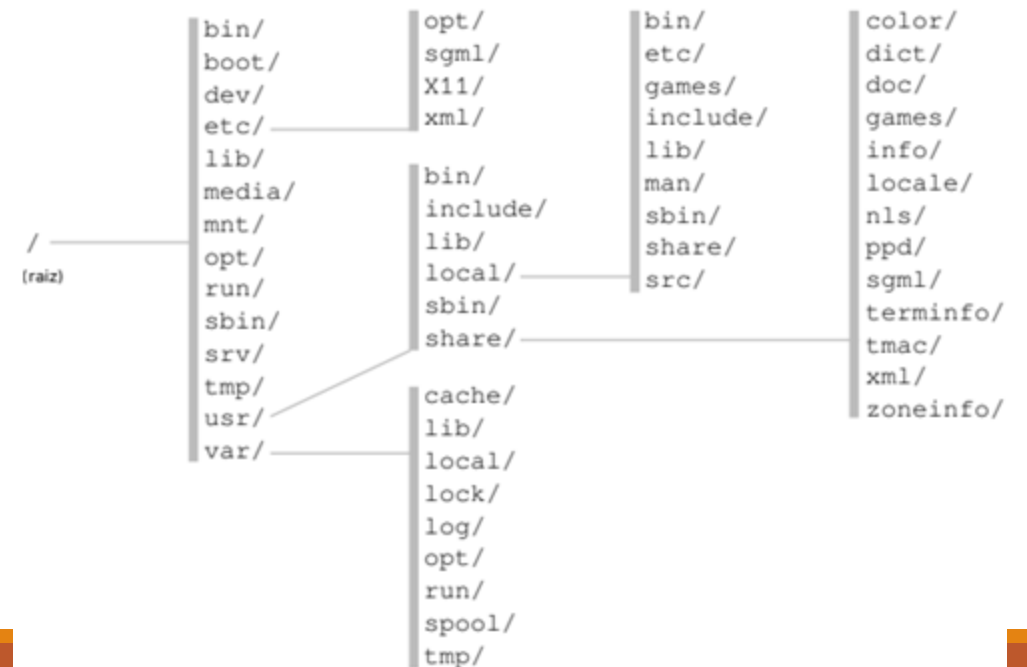 /
(raiz)
bin/
boot/
dev/
etc/
lib/
media/
mnt/
opt/
run/
sbin/
srv/
tmp/
usr/
var/
opt/
sgml/
X11/
xml/
bin/
include/
lib/
local/
sbin/
share/
cache/
lib/
local/
lock/
log/
opt/
run/
spool/
tmp/
bin/
etc/
games/
include/
lib/
man/
sbin/
share/
src/
color/
dict/
doc/
games/
info/
locale/
nls/
ppd/
sgml/
terminfo/
tmac/
xml/
zoneinfo/